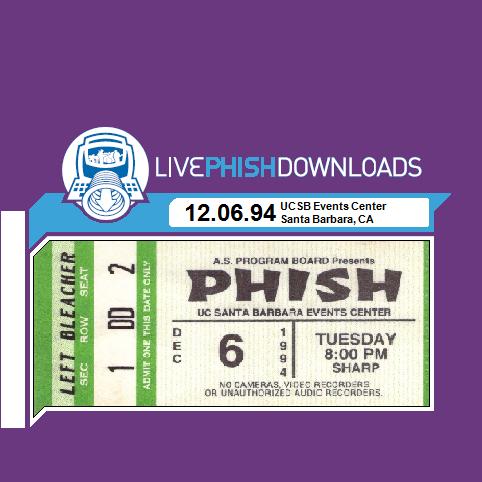 LIVEPHISHDOWNLOADS
12.06.94 UCSB Events Center
Santa Barbara, CA
LEFT BLEACHER
SEC ROW SEAT
1 DD 2
ADMIT ONE THIS DATE ONLY
A.S. PROGRAM BOARD Presents
PHISH
UC SANTA BARBARA EVENTS CENTER
DEC 6 1994
TUESDAY
8:00 PM
SHARP
NO CAMERAS, VIDEO RECORDERS
OR UNAUTHORIZED AUDIO RECORDERS.